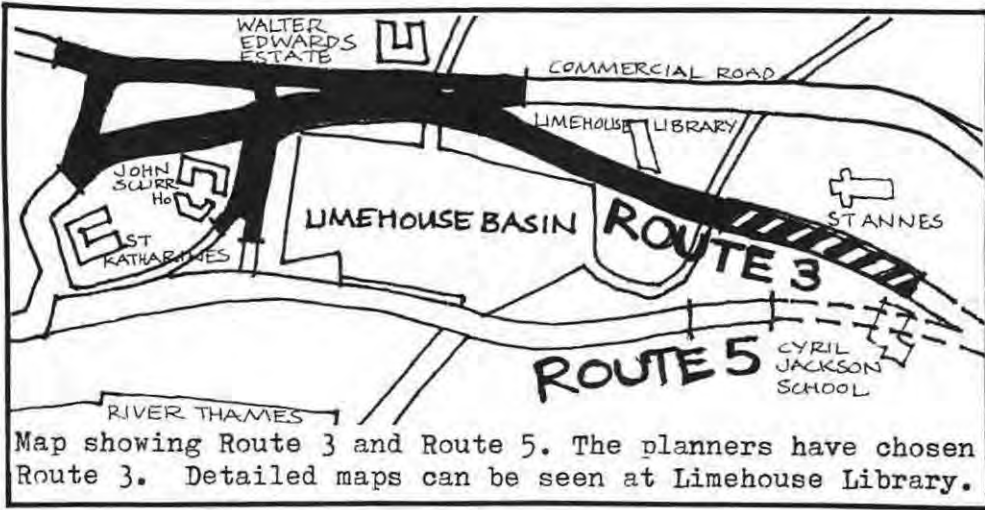 WALTER
EDWARDS
ESTATE
COMMERCIAL ROAD
LIMEHOUSE LIBRARY
JOHN
SCURR
HO
ST
KATHARINES
LIMEHOUSE BASIN
ST ANNES
ROUTE 3
ROUTE 5
CYRIL
JACKSON
SCHOOL
RIVER THAMES
Map showing Route 3 and Route 5. The planners have chosen
Route 3. Detailed maps can be seen at Limehouse Library.